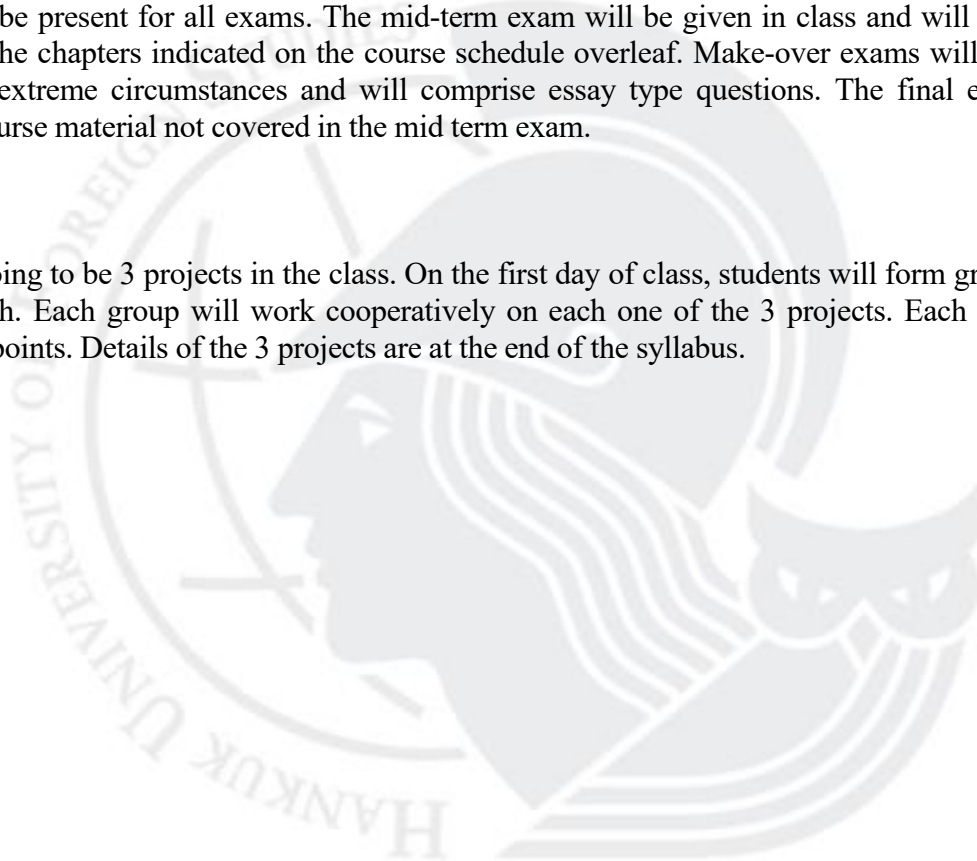 be present for all exams. The mid-term exam will be given in class and will
he chapters indicated on the course schedule overleaf. Make-over exams will
extreme circumstances and will comprise essay type questions. The final e
urse material not covered in the mid term exam.
ing to be 3 projects in the class. On the first day of class, students will form gr
h. Each group will work cooperatively on each one of the 3 projects. Each
points. Details of the 3 projects are at the end of the syllabus.
HANKUK UNIVERSITY OF FOREIGN STUDIES